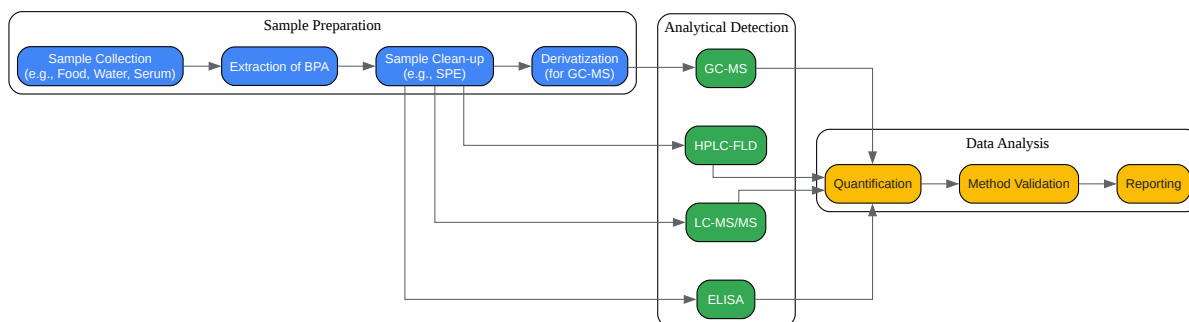 Sample Preparation
Sample Collection
(e.g., Food, Water, Serum)
Extraction of BPA
Sample Clean-up
(e.g., SPE)
Derivatization
(for GC-MS)
Analytical Detection
GC-MS
HPLC-FLD
LC-MS/MS
ELISA
Data Analysis
Quantification
Method Validation
Reporting